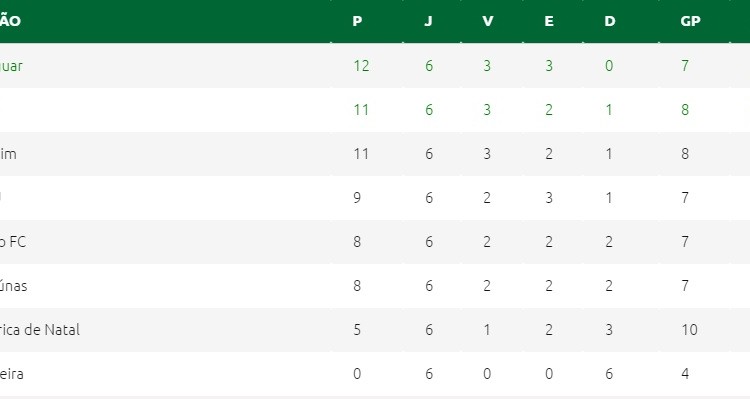 ÃO P J V E D GP
guar 12 6 3 3 0 7
11 6 3 2 1 8
im 11 6 3 2 1 8
9 6 2 3 1 7
o FC 8 6 2 2 2 7
únas 8 6 2 2 2 7
rica de Natal 5 6 1 2 3 10
eira 0 6 0 0 6 4